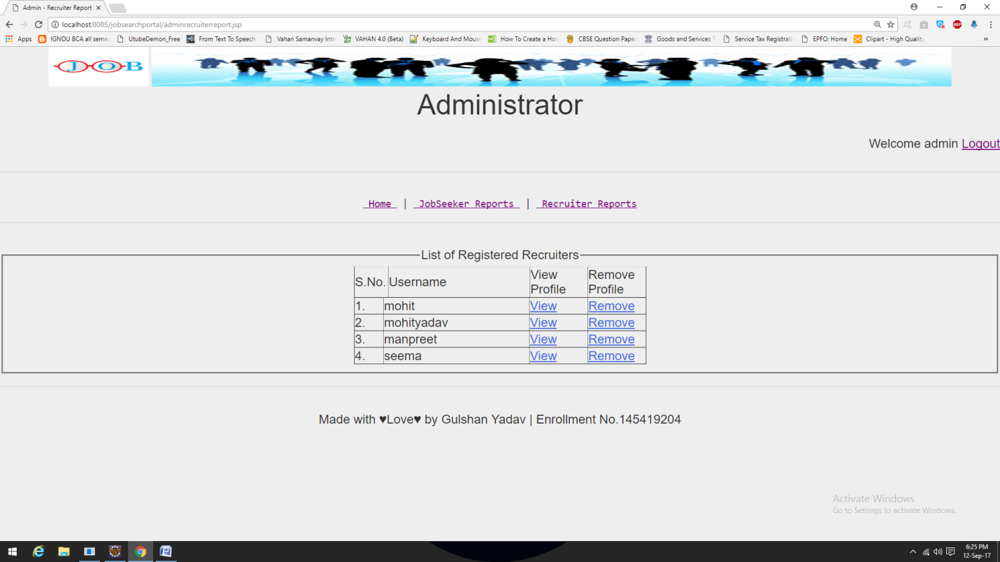 Admin - Recruiter Report
localhost:8085/jobsearchportal/adminrecruiterreport.jsp
Apps IGNOU BCA all semes UtubeDemon_Free From Text To Speech Vahan Samanvay Inte VAHAN 4.0 (Beta) Keyboard And Mouse How To Create a How CBSE Question Paper Goods and Services T Service Tax Registrati EPFO: Home Clipart - High Quality »
JOB
Administrator
Welcome admin Logout
Home | JobSeeker Reports | Recruiter Reports
List of Registered Recruiters
S.No. Username View Profile Remove Profile
1. mohit View Remove
2. mohityadav View Remove
3. manpreet View Remove
4. seema View Remove
Made with ♥Love♥ by Gulshan Yadav | Enrollment No.145419204
Activate Windows
Go to Settings to activate Windows.
6:25 PM
12-Sep-17